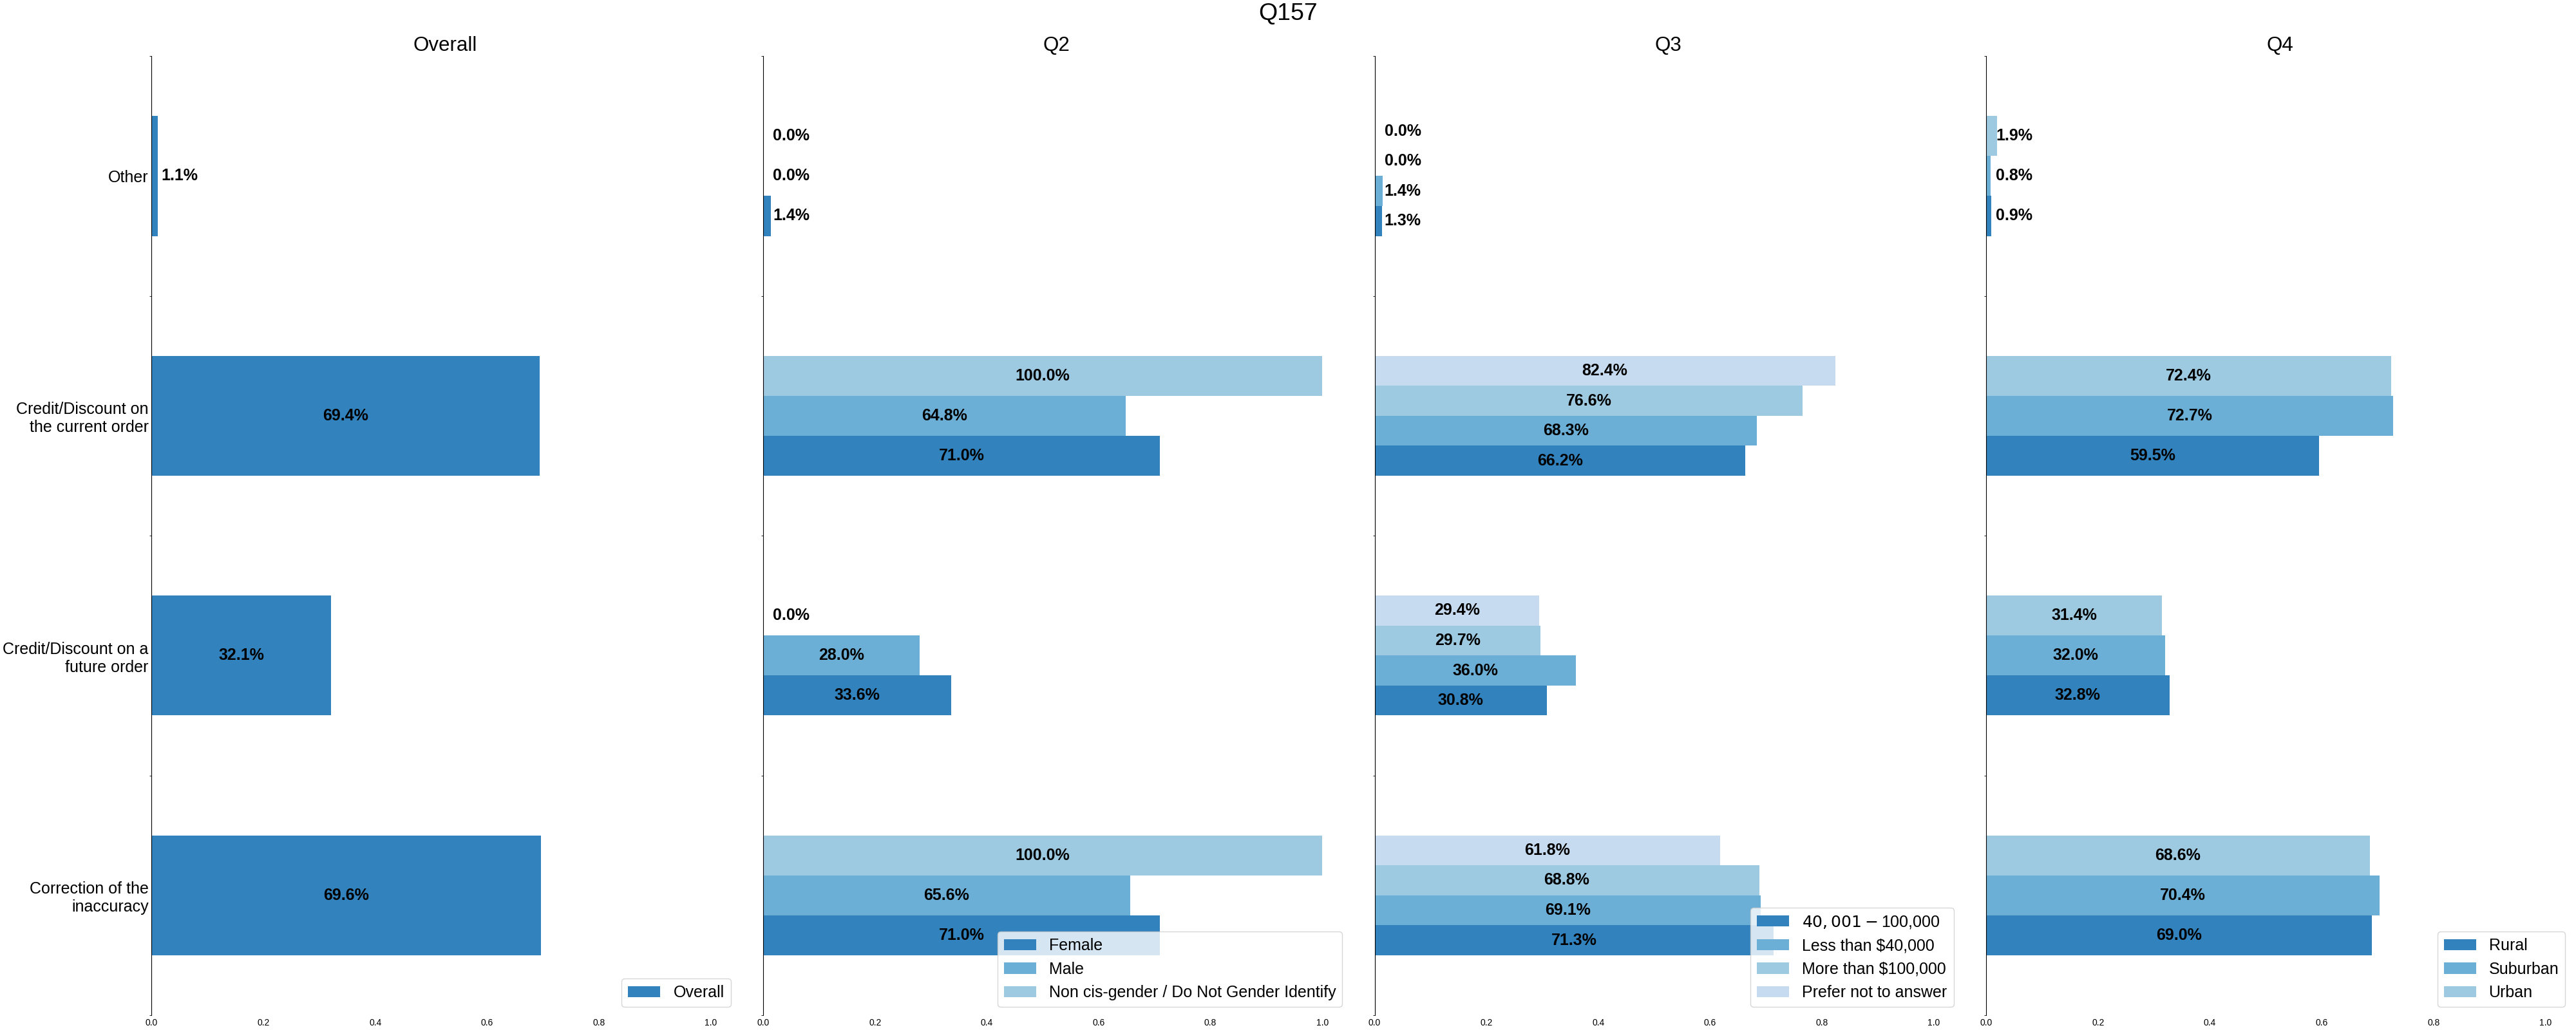 Q157
Overall
Other
1.1%
Credit/Discount on
the current order
69.4%
Credit/Discount on a
future order
32.1%
Correction of the
inaccuracy
69.6%
Overall
0.0 0.2 0.4 0.6 0.8 1.0
Q2
0.0%
0.0%
1.4%
100.0%
64.8%
71.0%
0.0%
28.0%
33.6%
100.0%
65.6%
71.0%
Female
Male
Non cis-gender / Do Not Gender Identify
0.0 0.2 0.4 0.6 0.8 1.0
Q3
0.0%
0.0%
1.4%
1.3%
82.4%
76.6%
68.3%
66.2%
29.4%
29.7%
36.0%
30.8%
61.8%
68.8%
69.1%
71.3%
40,001 − 100,000
Less than $40,000
More than $100,000
Prefer not to answer
0.0 0.2 0.4 0.6 0.8 1.0
Q4
1.9%
0.8%
0.9%
72.4%
72.7%
59.5%
31.4%
32.0%
32.8%
68.6%
70.4%
69.0%
Rural
Suburban
Urban
0.0 0.2 0.4 0.6 0.8 1.0